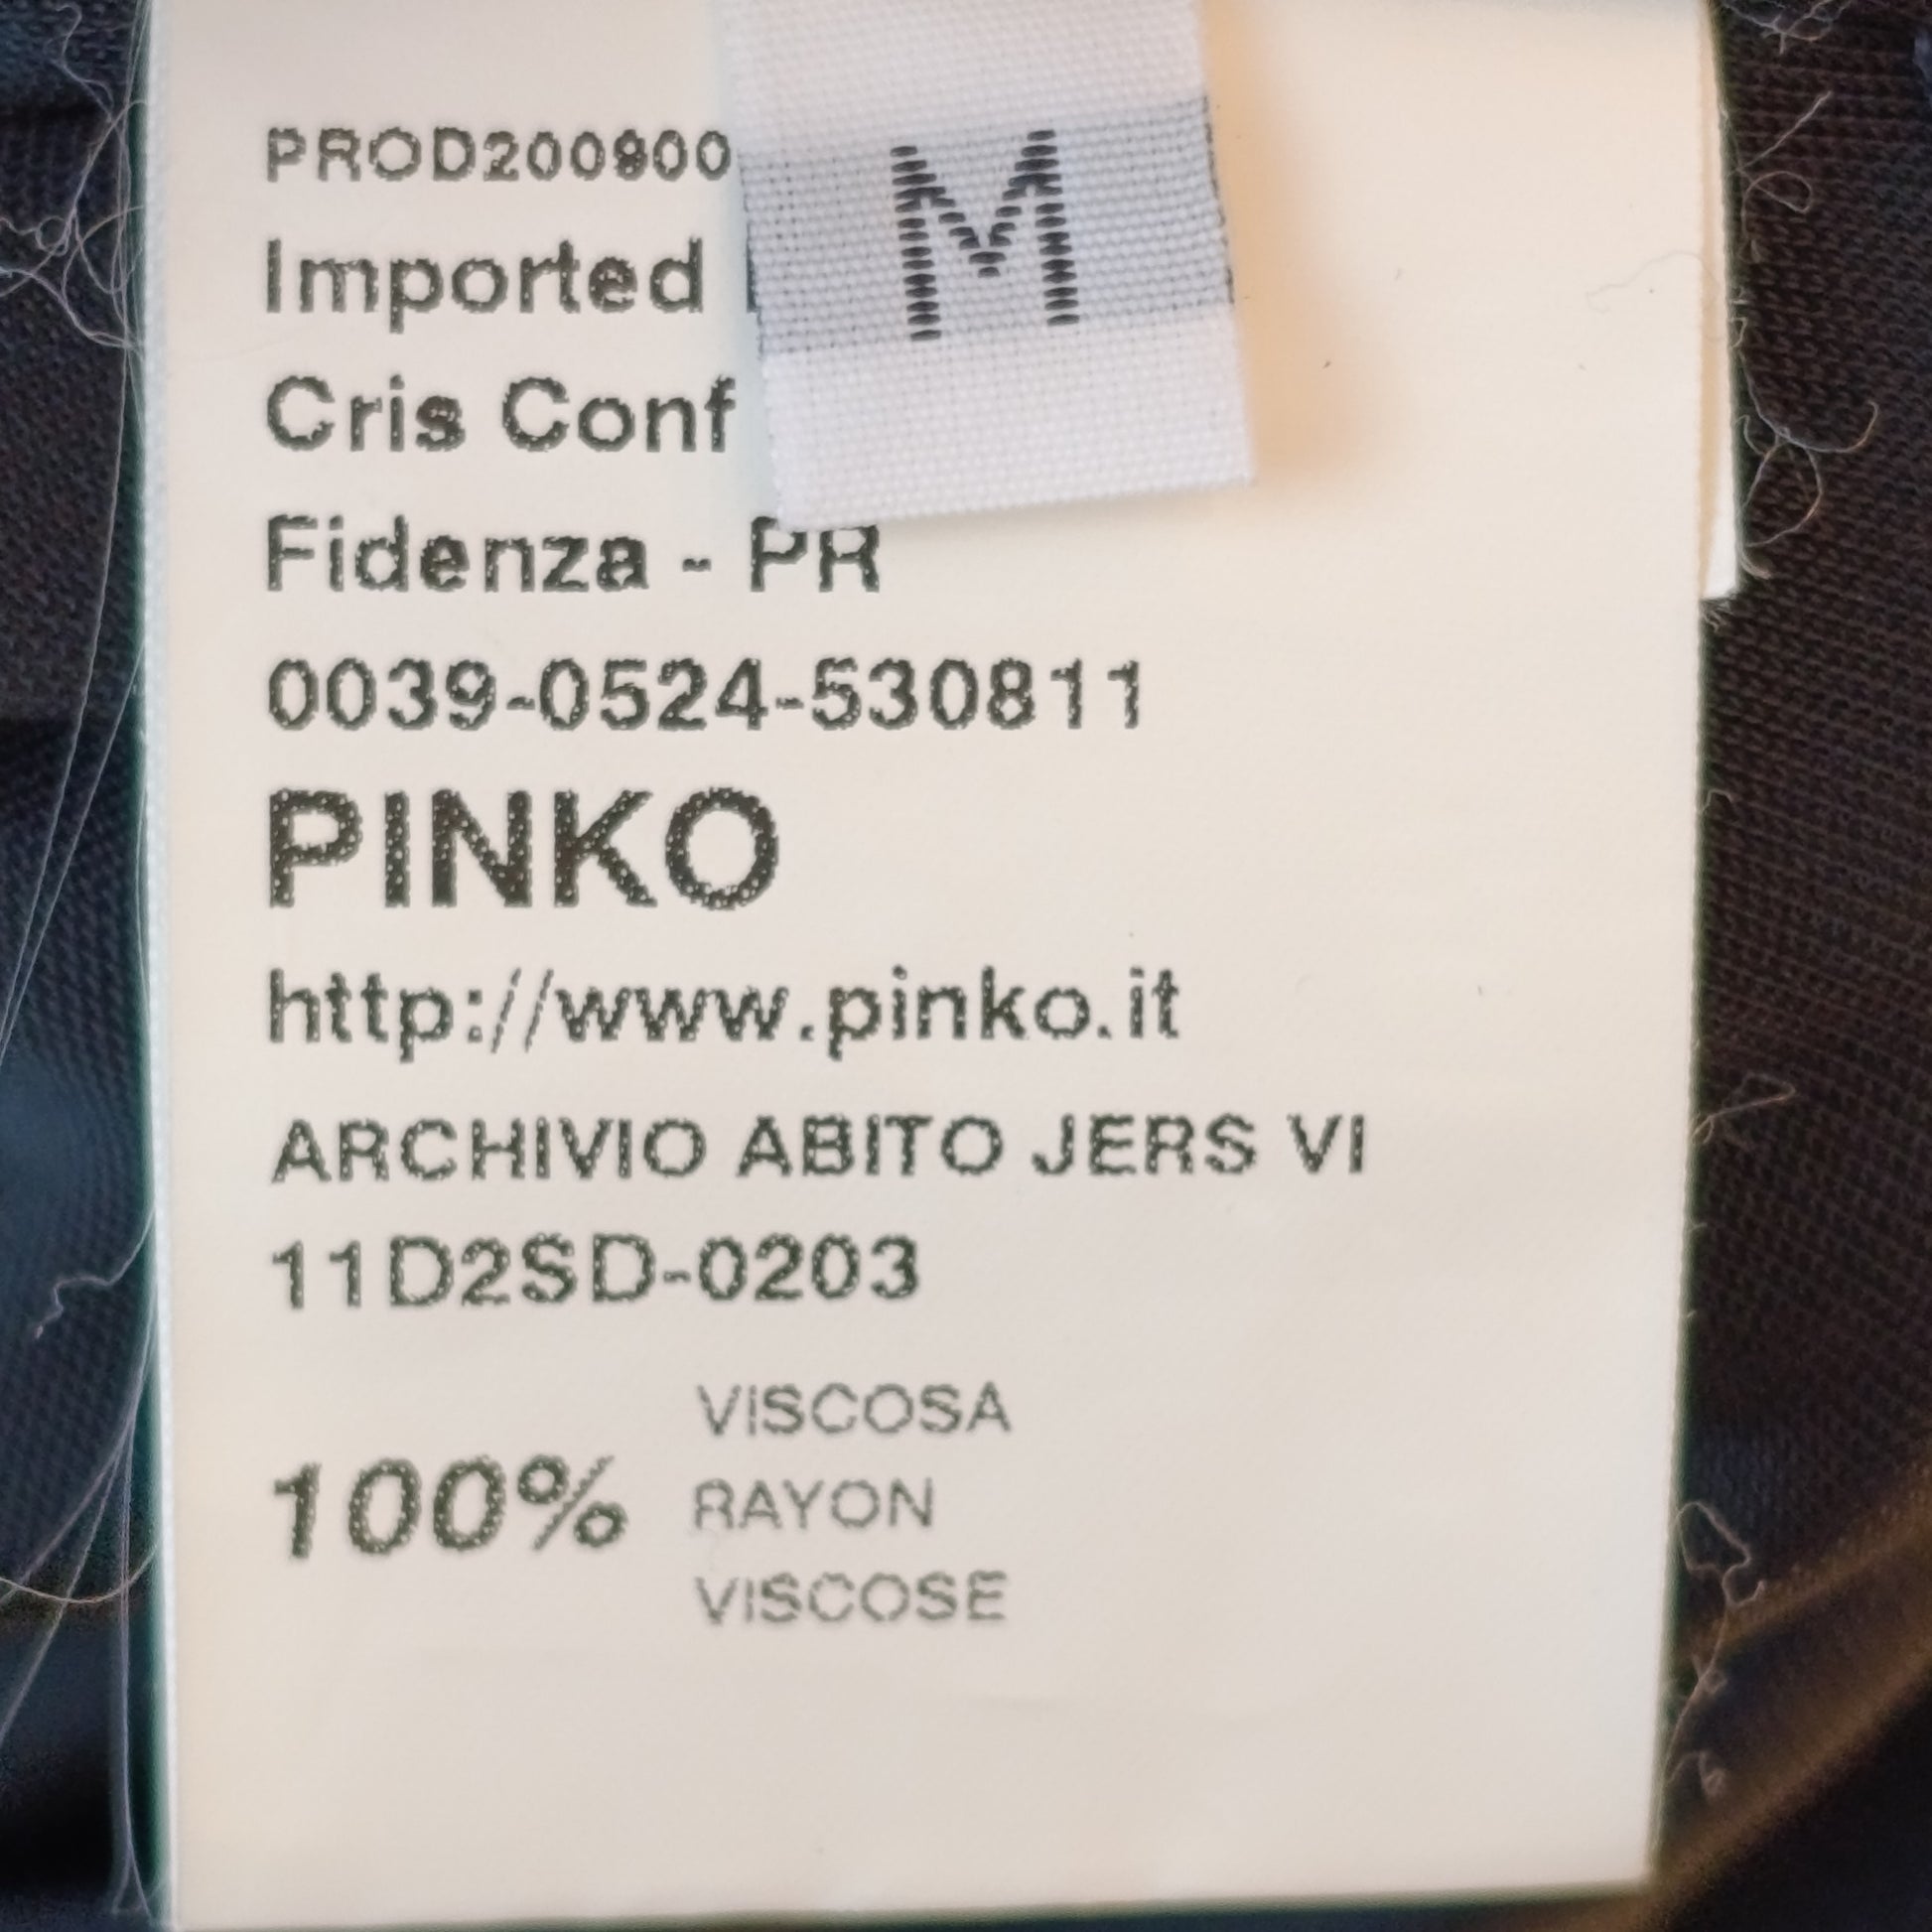 M
PROD200900
Imported
Cris Conf
Fidenza - PR
0039-0524-530811
PINKO
http://www.pinko.it
ARCHIVIO ABITO JERS VI
11D2SD-0203
100%
VISCOSA
RAYON
VISCOSE